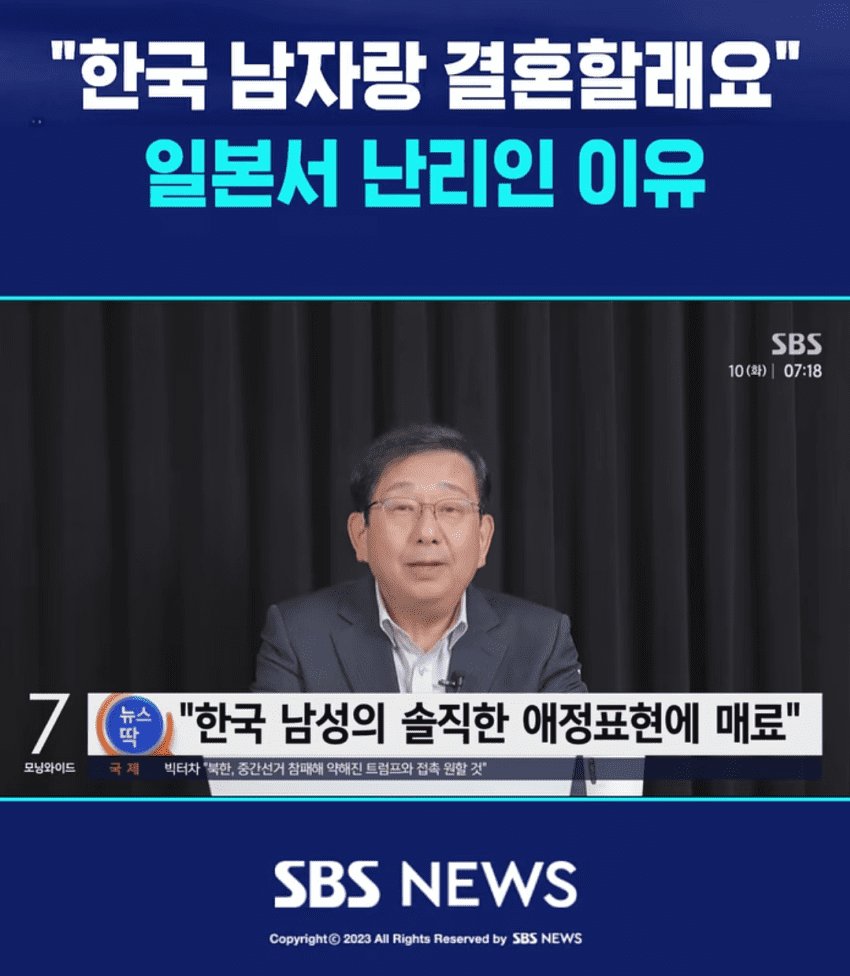 "한국 남자랑 결혼할래요"
일본서 난리인 이유
SBS
10(화) | 07:18
7
모닝와이드
뉴스
딱
"한국 남성의 솔직한 애정표현에 매료"
국 제
빅터차 "북한, 중간선거 참패해 약해진 트럼프와 접촉 원할 것"
SBS NEWS
Copyright© 2023 All Rights Reserved by SBS NEWS